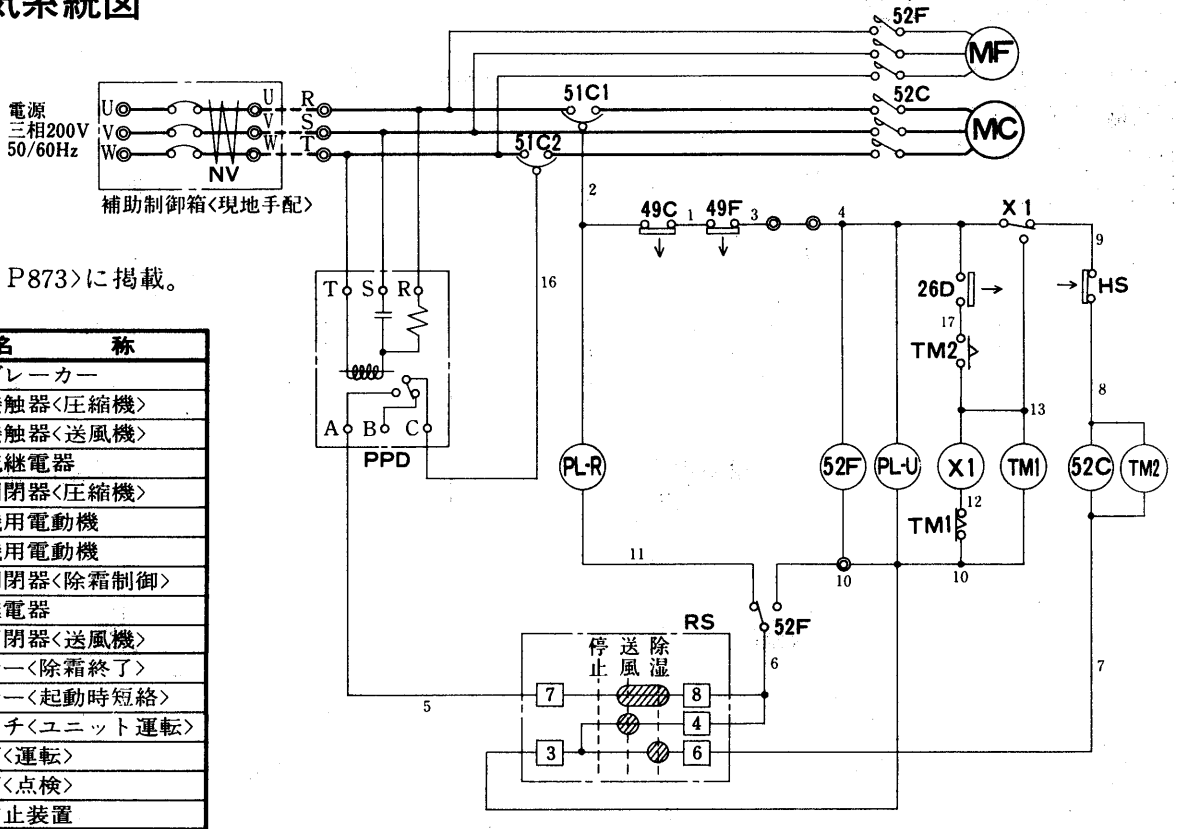 気系統図
電源
三相200V
50/60Hz
U
V
W
NV
U
V
W
補助制御箱<現地手配>
R
S
T
51C1
51C2
52F
MF
52C
MC
2
16
49C
1
49F
3
4
X1
9
26D
17
TM2
HS
8
13
T S R
A B C
PPD
PL-R
52F
PL-U
X1
TM1
52C
TM2
12
TM1
10
10
11
52F
6
7
5
RS
停止
送風
除湿
7
8
4
3
6
P873>に掲載。
名 称
ブレーカー
接触器<圧縮機>
接触器<送風機>
継電器
開閉器<圧縮機>
機用電動機
機用電動機
開閉器<除霜制御>
継電器
開閉器<送風機>
ー<除霜終了>
ー<起動時短絡>
チ<ユニット運転>
<運転>
<点検>
止装置